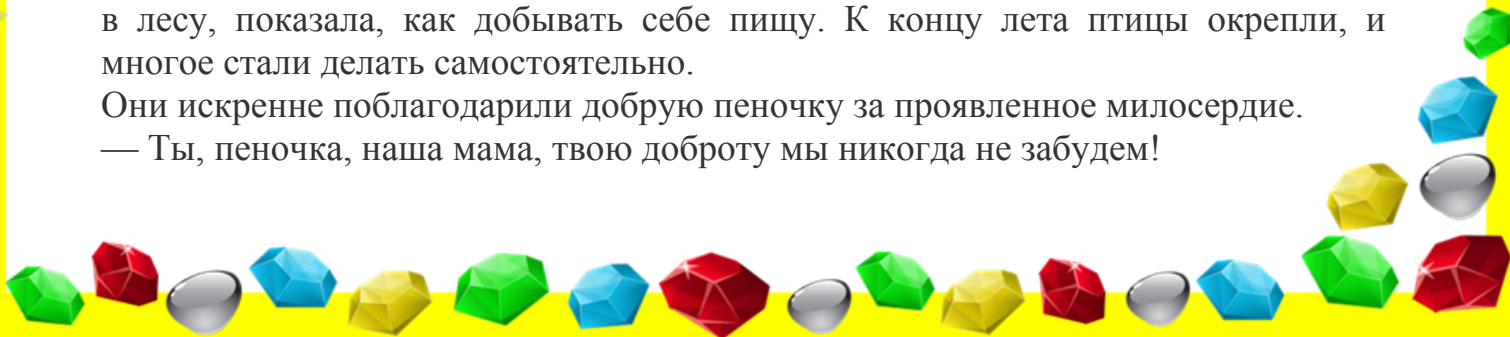 в лесу, показала, как добывать себе пищу. К концу лета птицы окрепли, и
многое стали делать самостоятельно.
Они искренне поблагодарили добрую пеночку за проявленное милосердие.
— Ты, пеночка, наша мама, твою доброту мы никогда не забудем!